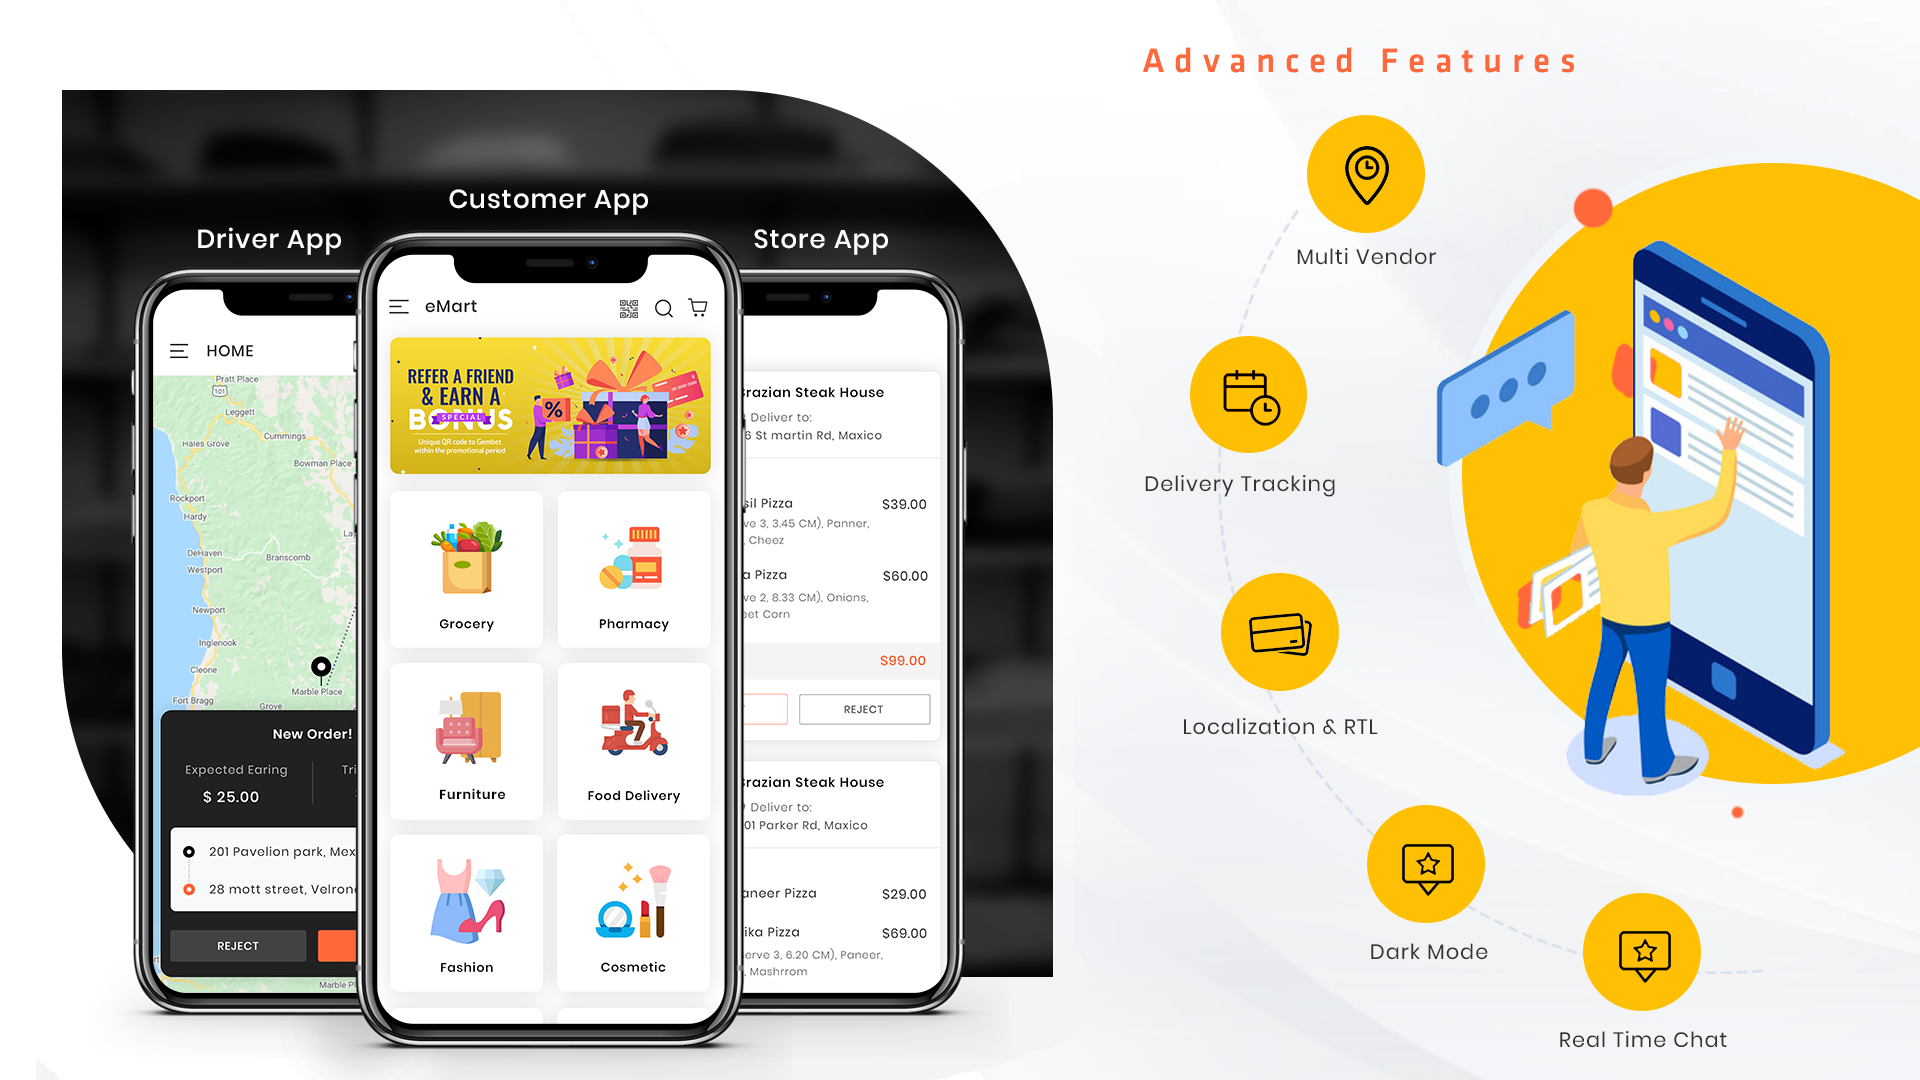 Advanced Features
Customer App
Driver App
Store App
HOME
Pratt Place
101
Leggett
Hales Grove
Cummings
Bowman Place
Rockport
Hardy
DeHaven
Westport
Branscomb
Newport
Inglenook
Cleone
Marble Place
Fort Bragg
Grove
New Order!
Expected Earing
Tri
$ 25.00
201 Pavelion park, Mex
28 mott street, Velron
REJECT
Marble Pl
eMart
REFER A FRIEND
& EARN A
SPECIAL
BONUS
Unique QR code to Gembet
within the promotional period
%
Grocery
Pharmacy
Furniture
Food Delivery
Fashion
Cosmetic
Brazian Steak House
Deliver to:
6 St martin Rd, Maxico
sil Pizza
$39.00
ve 3, 3.45 CM), Panner,
, Cheez
a Pizza
$60.00
ve 2, 8.33 CM), Onions,
eet Corn
$99.00
REJECT
Brazian Steak House
Deliver to:
01 Parker Rd, Maxico
aneer Pizza
$29.00
ika Pizza
$69.00
erve 3, 6.20 CM), Paneer,
, Mashrrom
Multi Vendor
Delivery Tracking
Localization & RTL
Dark Mode
Real Time Chat